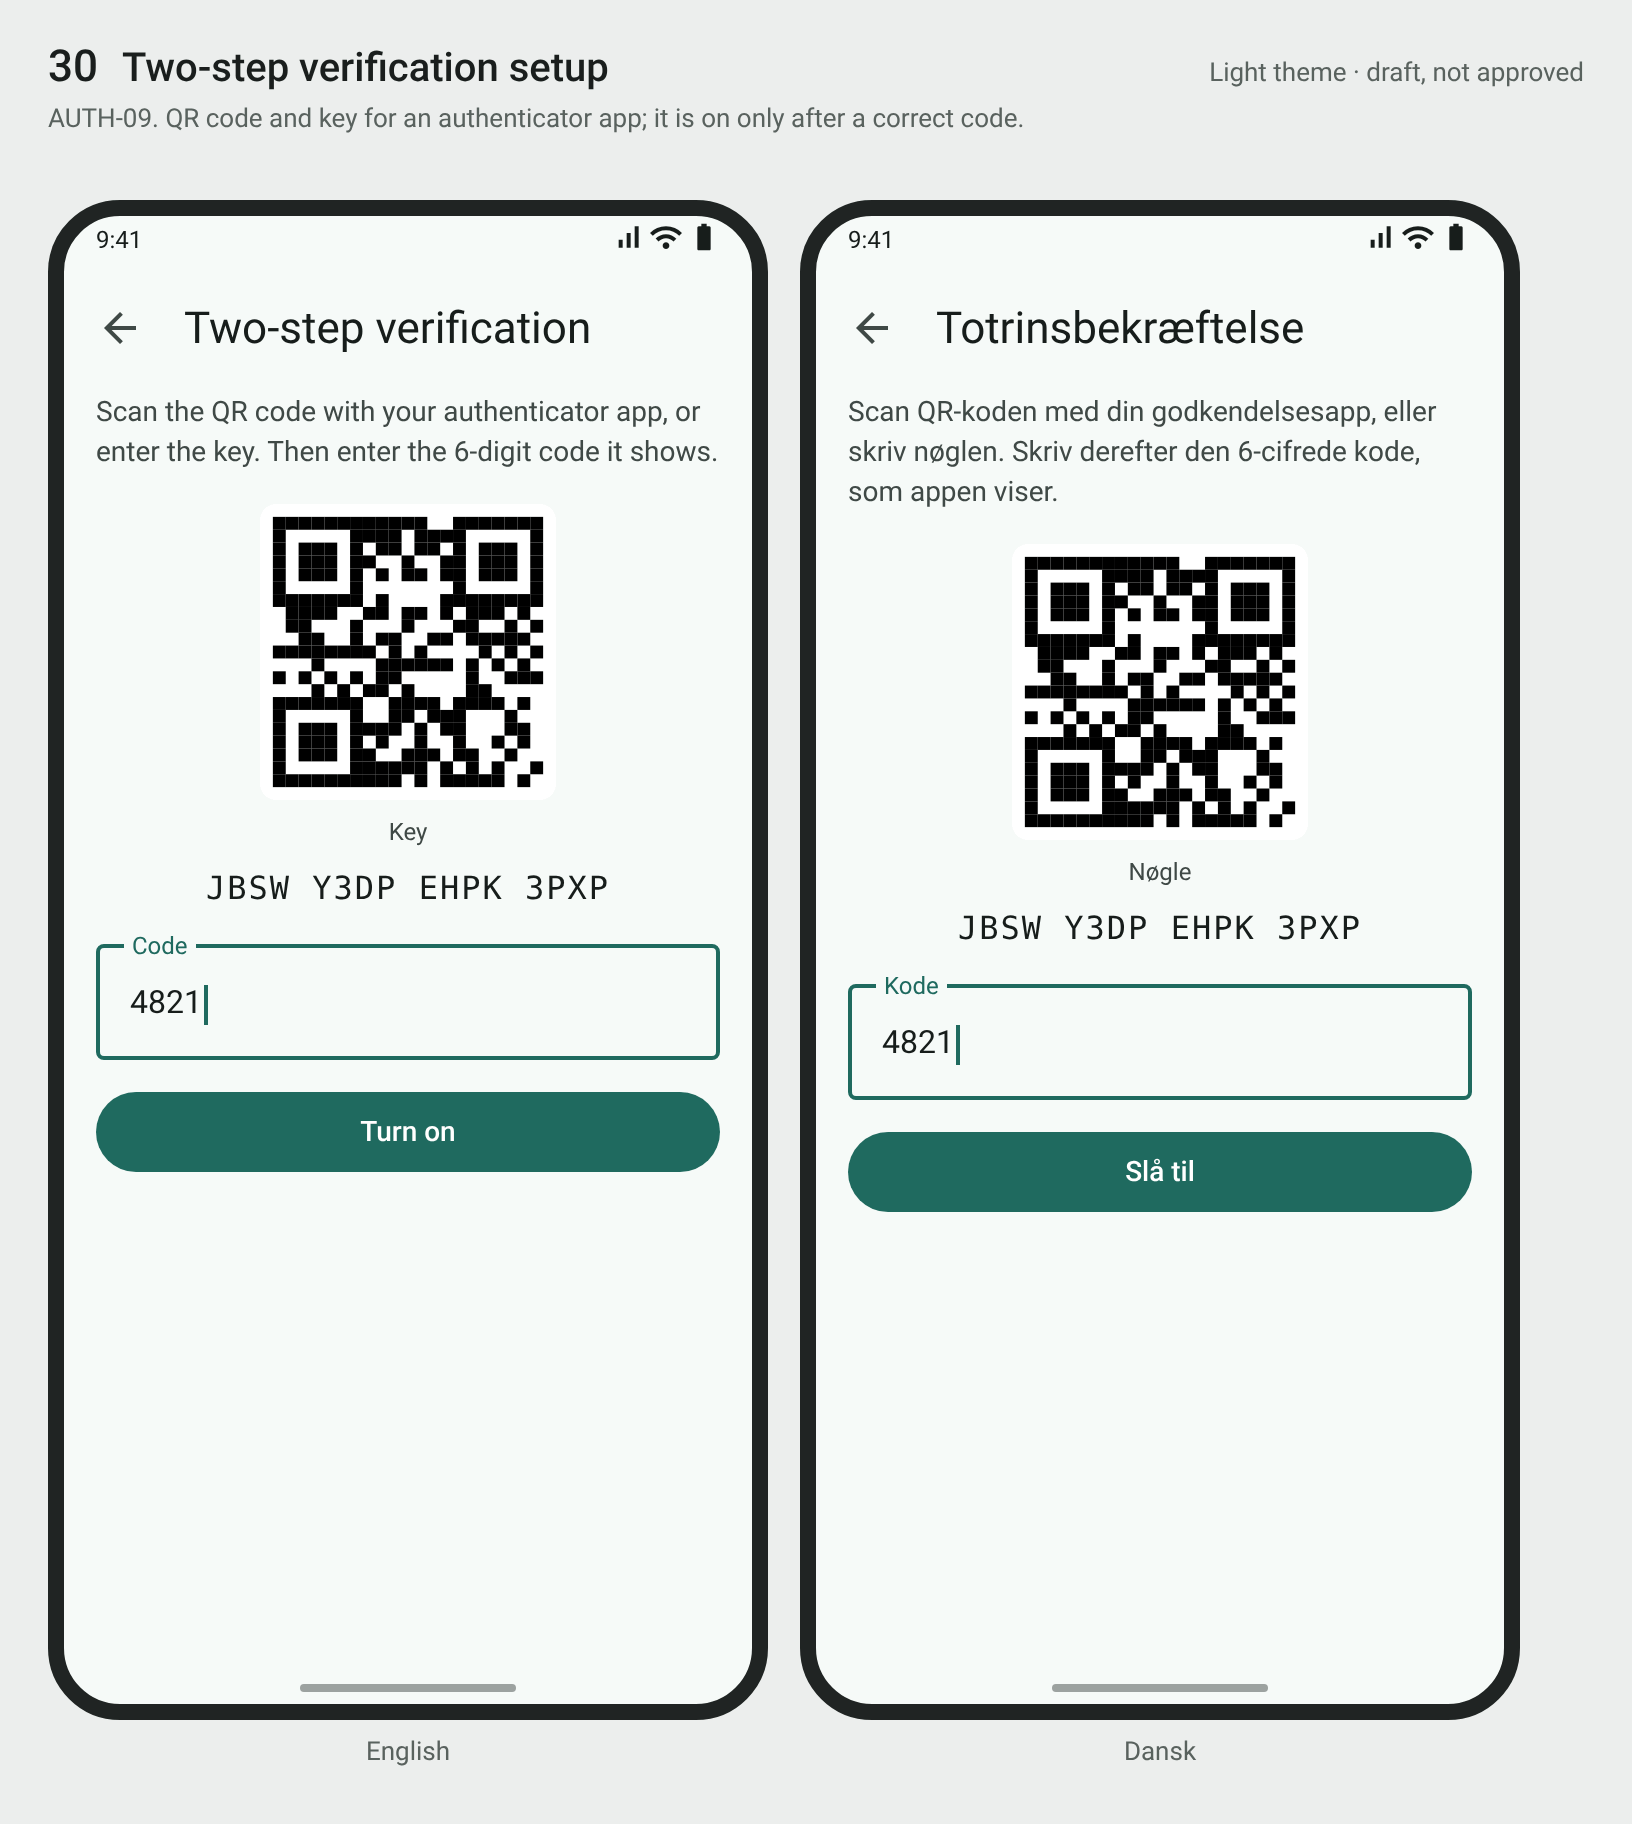 30 Two-step verification setup
Light theme · draft, not approved
AUTH-09. QR code and key for an authenticator app; it is on only after a correct code.
9:41
Two-step verification
Scan the QR code with your authenticator app, or
enter the key. Then enter the 6-digit code it shows.
Key
JBSW Y3DP EHPK 3PXP
Code
4821
Turn on
English
9:41
Totrinsbekræftelse
Scan QR-koden med din godkendelsesapp, eller
skriv nøglen. Skriv derefter den 6-cifrede kode,
som appen viser.
Nøgle
JBSW Y3DP EHPK 3PXP
Kode
4821
Slå til
Dansk